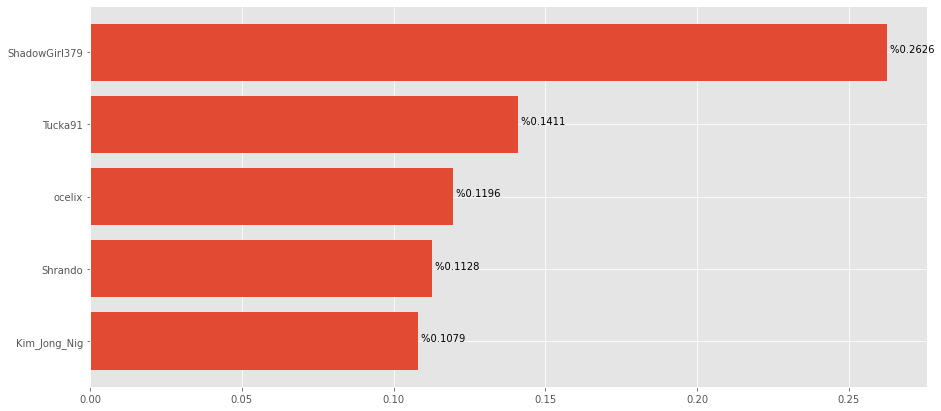 ShadowGirl379
%0.2626
Tucka91
%0.1411
ocelix
%0.1196
Shrando
%0.1128
Kim_Jong_Nig
%0.1079
0.00 0.05 0.10 0.15 0.20 0.25